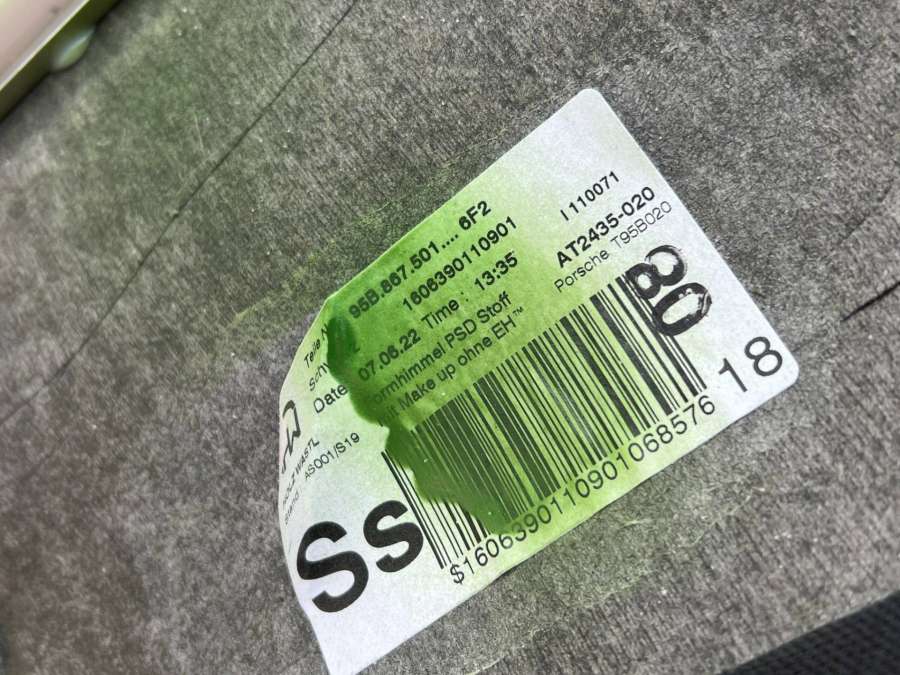 95B.867.501.... 6F2
1606390110901
Date 07.06.22 Time : 13:35
PSD Stoff
Make up ohne EH™
I 110071
AT2435-020
Porsche T95B020
80
AS001/S19
Ss
$1606390110901068576
18